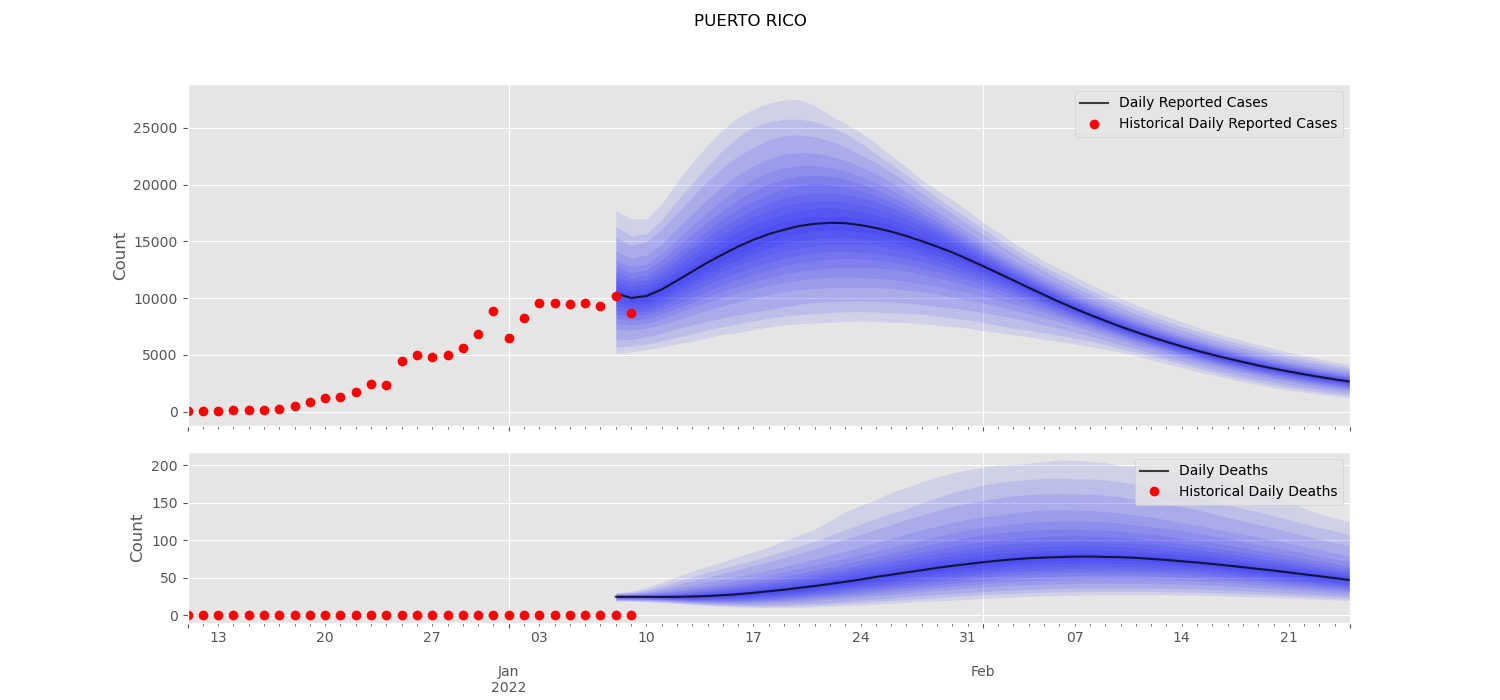 PUERTO RICO
Count
25000
20000
15000
10000
5000
0
Daily Reported Cases
Historical Daily Reported Cases
Count
200
150
100
50
0
Daily Deaths
Historical Daily Deaths
13 20 27 03 10 17 24 31 07 14 21
Jan Feb
2022